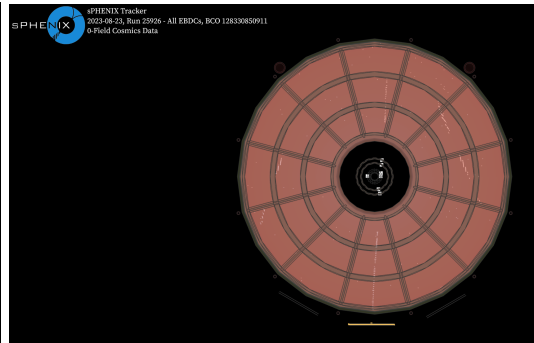 sPHENIX
sPHENIX Tracker
2023-08-23, Run 25926 - All EBDCs, BCO 128330850911
0-Field Cosmics Data